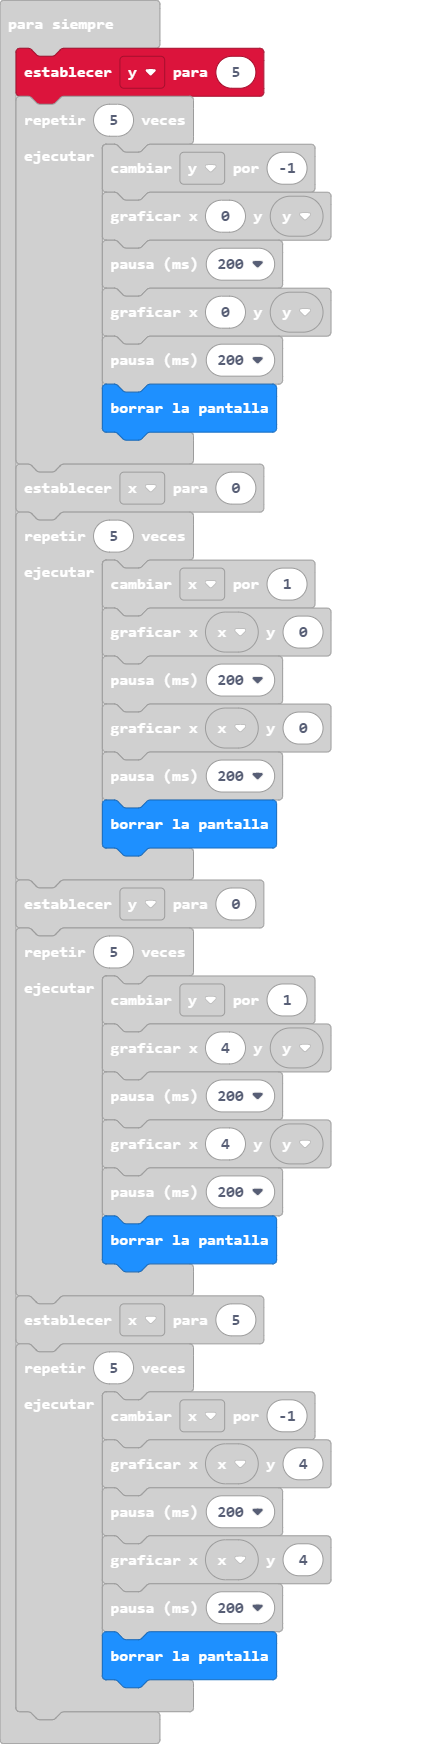 para siempre
establecer y para 5
repetir 5 veces
ejecutar
cambiar y por -1
graficar x 0 y y
pausa (ms) 200
graficar x 0 y y
pausa (ms) 200
borrar la pantalla
establecer x para 0
repetir 5 veces
ejecutar
cambiar x por 1
graficar x x y 0
pausa (ms) 200
graficar x x y 0
pausa (ms) 200
borrar la pantalla
establecer y para 0
repetir 5 veces
ejecutar
cambiar y por 1
graficar x 4 y y
pausa (ms) 200
graficar x 4 y y
pausa (ms) 200
borrar la pantalla
establecer x para 5
repetir 5 veces
ejecutar
cambiar x por -1
graficar x x y 4
pausa (ms) 200
graficar x x y 4
pausa (ms) 200
borrar la pantalla